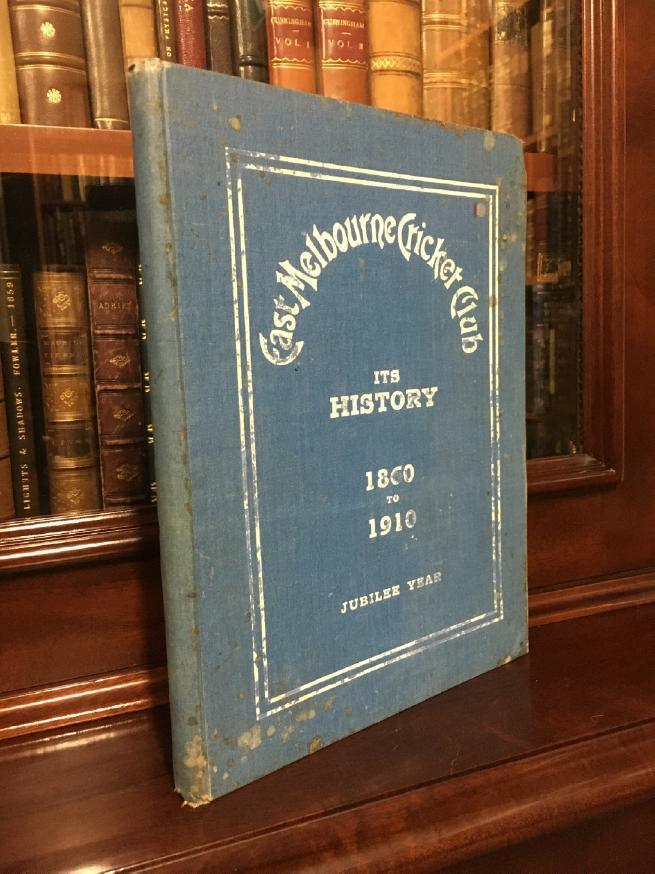 CUNNINGHAM
VOL I
CUNNINGHAM
VOL II
East Melbourne Cricket Club
ITS
HISTORY
1860
TO
1910
JUBILEE YEAR
LIGHTS & SHADOWS. FOWLER.—1859